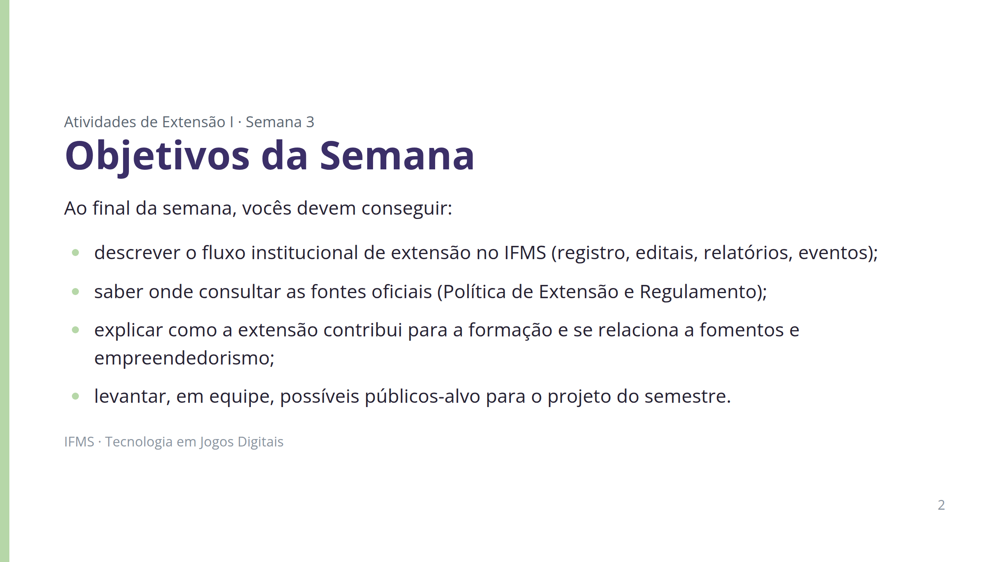 Atividades de Extensão I · Semana 3
Objetivos da Semana
Ao final da semana, vocês devem conseguir:
• descrever o fluxo institucional de extensão no IFMS (registro, editais, relatórios, eventos);
• saber onde consultar as fontes oficiais (Política de Extensão e Regulamento);
• explicar como a extensão contribui para a formação e se relaciona a fomentos e
empreendedorismo;
• levantar, em equipe, possíveis públicos-alvo para o projeto do semestre.
IFMS · Tecnologia em Jogos Digitais
2